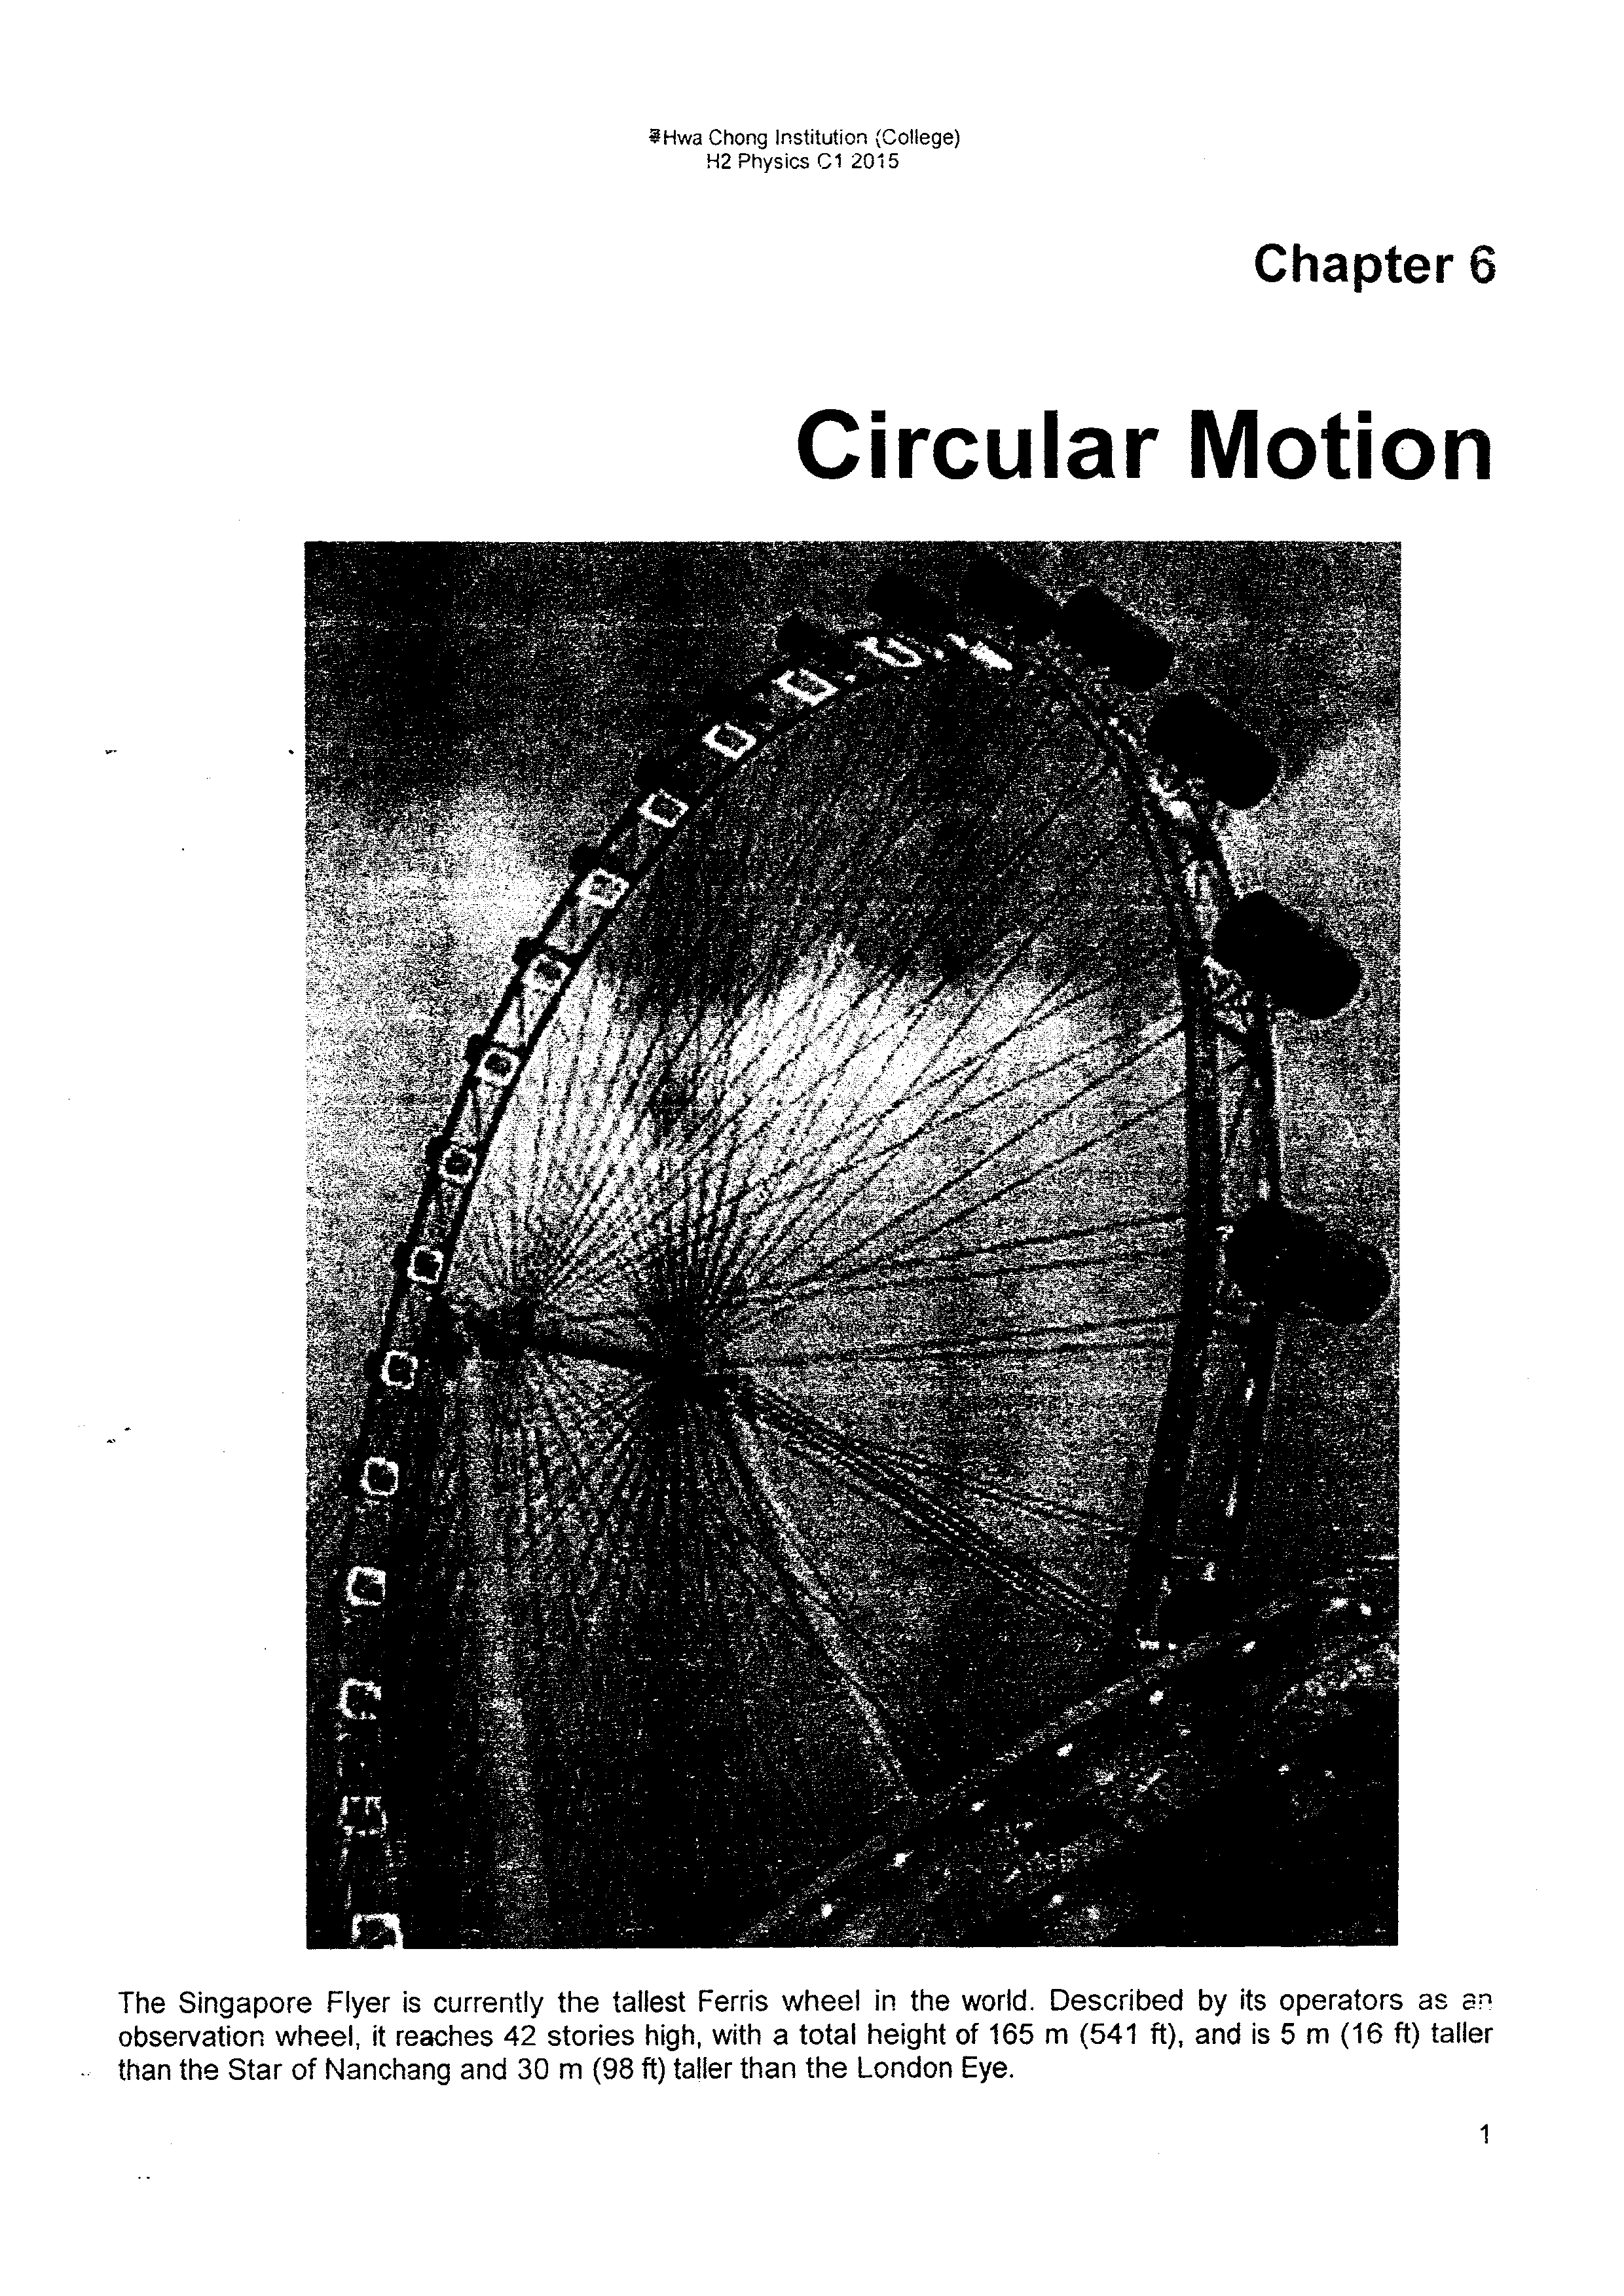 Hwa Chong Institution (College)
H2 Physics C1 2015
Chapter 6
Circular Motion
The Singapore Flyer is currently the tallest Ferris wheel in the world. Described by its operators as an
observation wheel, it reaches 42 stories high, with a total height of 165 m (541 ft), and is 5 m (16 ft) taller
than the Star of Nanchang and 30 m (98 ft) taller than the London Eye.
1